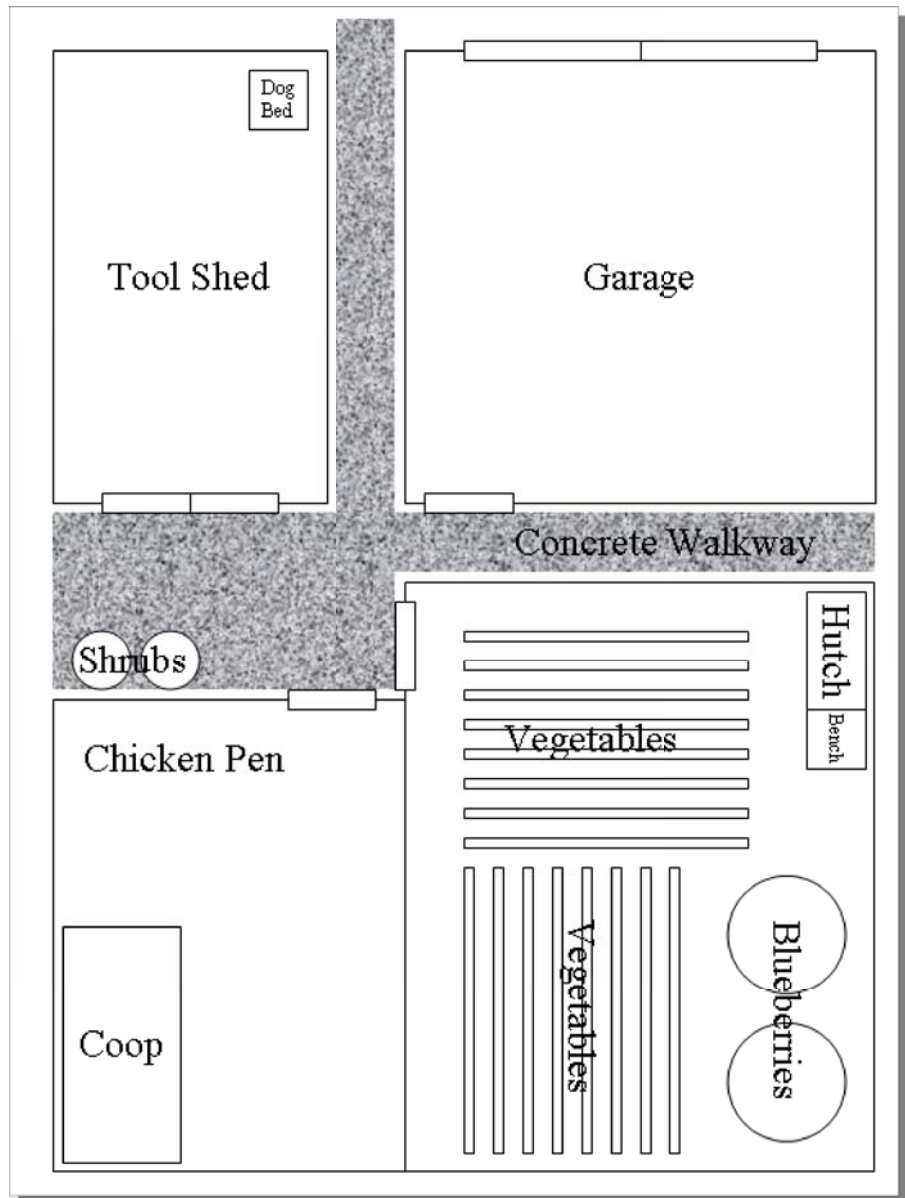 Dog
Bed
Tool Shed
Garage
Concrete Walkway
Shrubs
Hutch
Bench
Vegetables
Chicken Pen
Vegetables
Blueberries
Coop